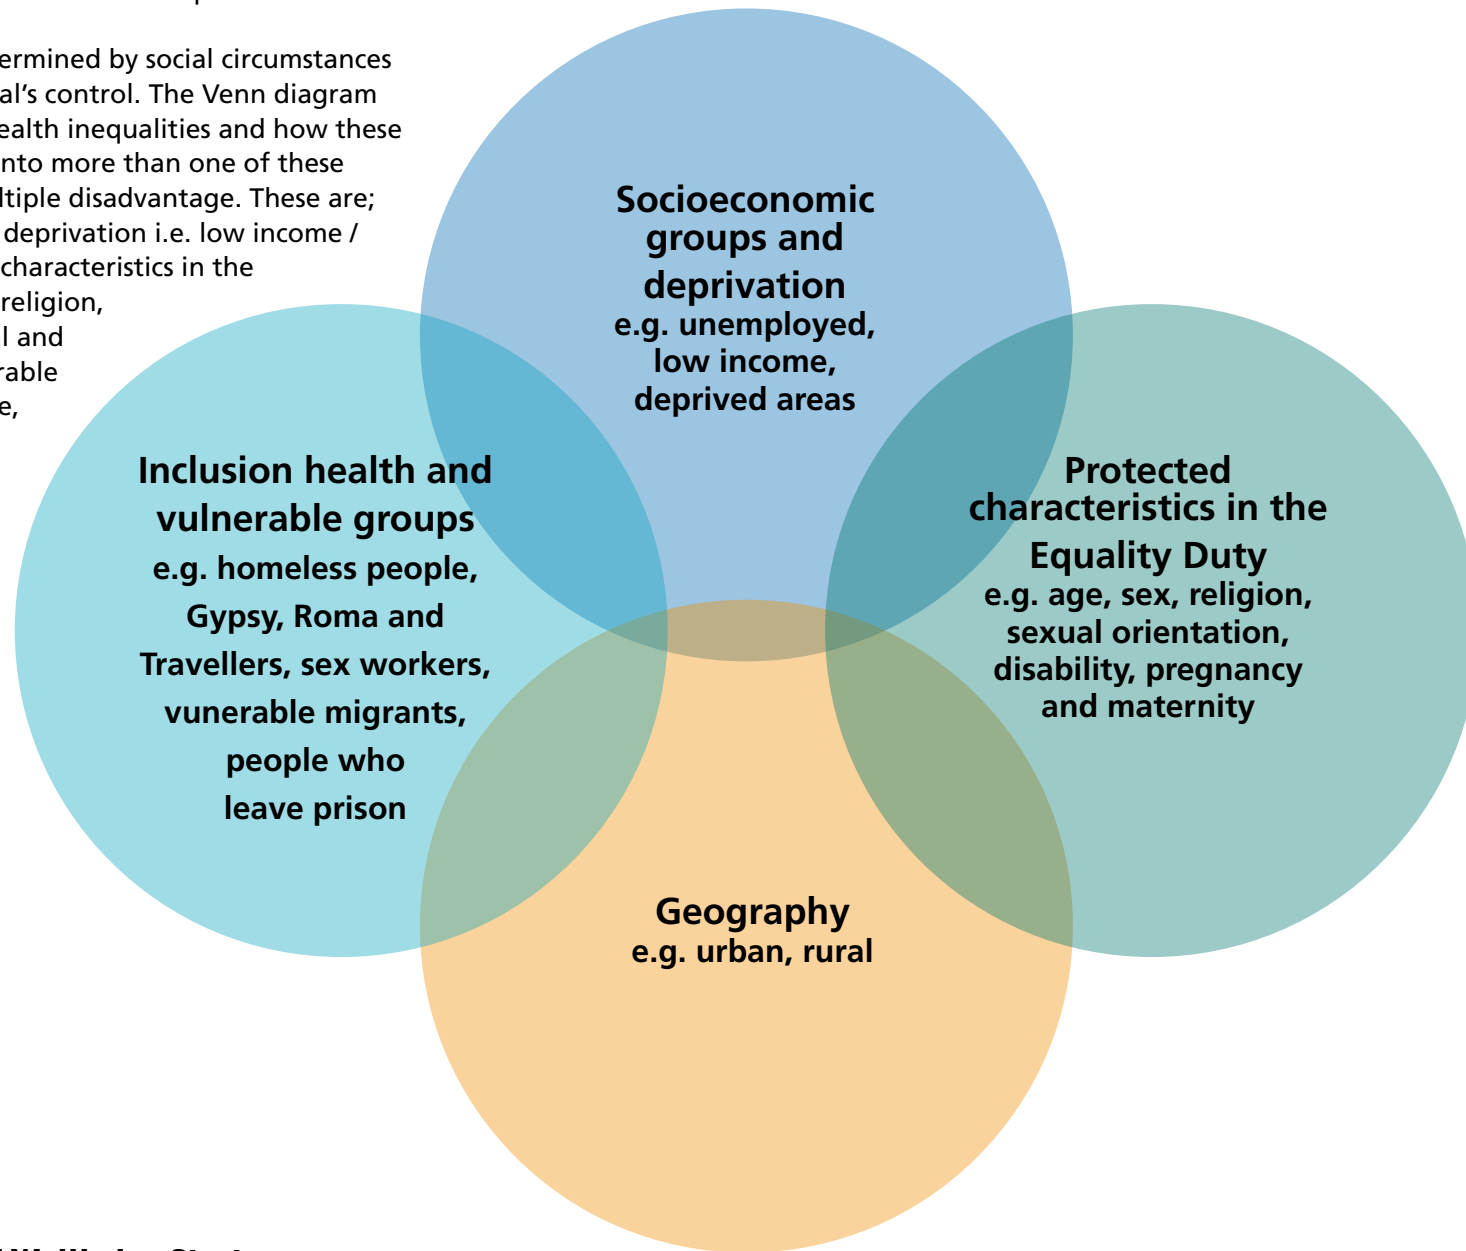 ermined by social circumstances
al's control. The Venn diagram
ealth inequalities and how these
nto more than one of these
ltiple disadvantage. These are;
deprivation i.e. low income /
characteristics in the
religion,
l and
rable
e,
Socioeconomic
groups and
deprivation
e.g. unemployed,
low income,
deprived areas
Inclusion health and
vulnerable groups
e.g. homeless people,
Gypsy, Roma and
Travellers, sex workers,
vunerable migrants,
people who
leave prison
Protected
characteristics in the
Equality Duty
e.g. age, sex, religion,
sexual orientation,
disability, pregnancy
and maternity
Geography
e.g. urban, rural